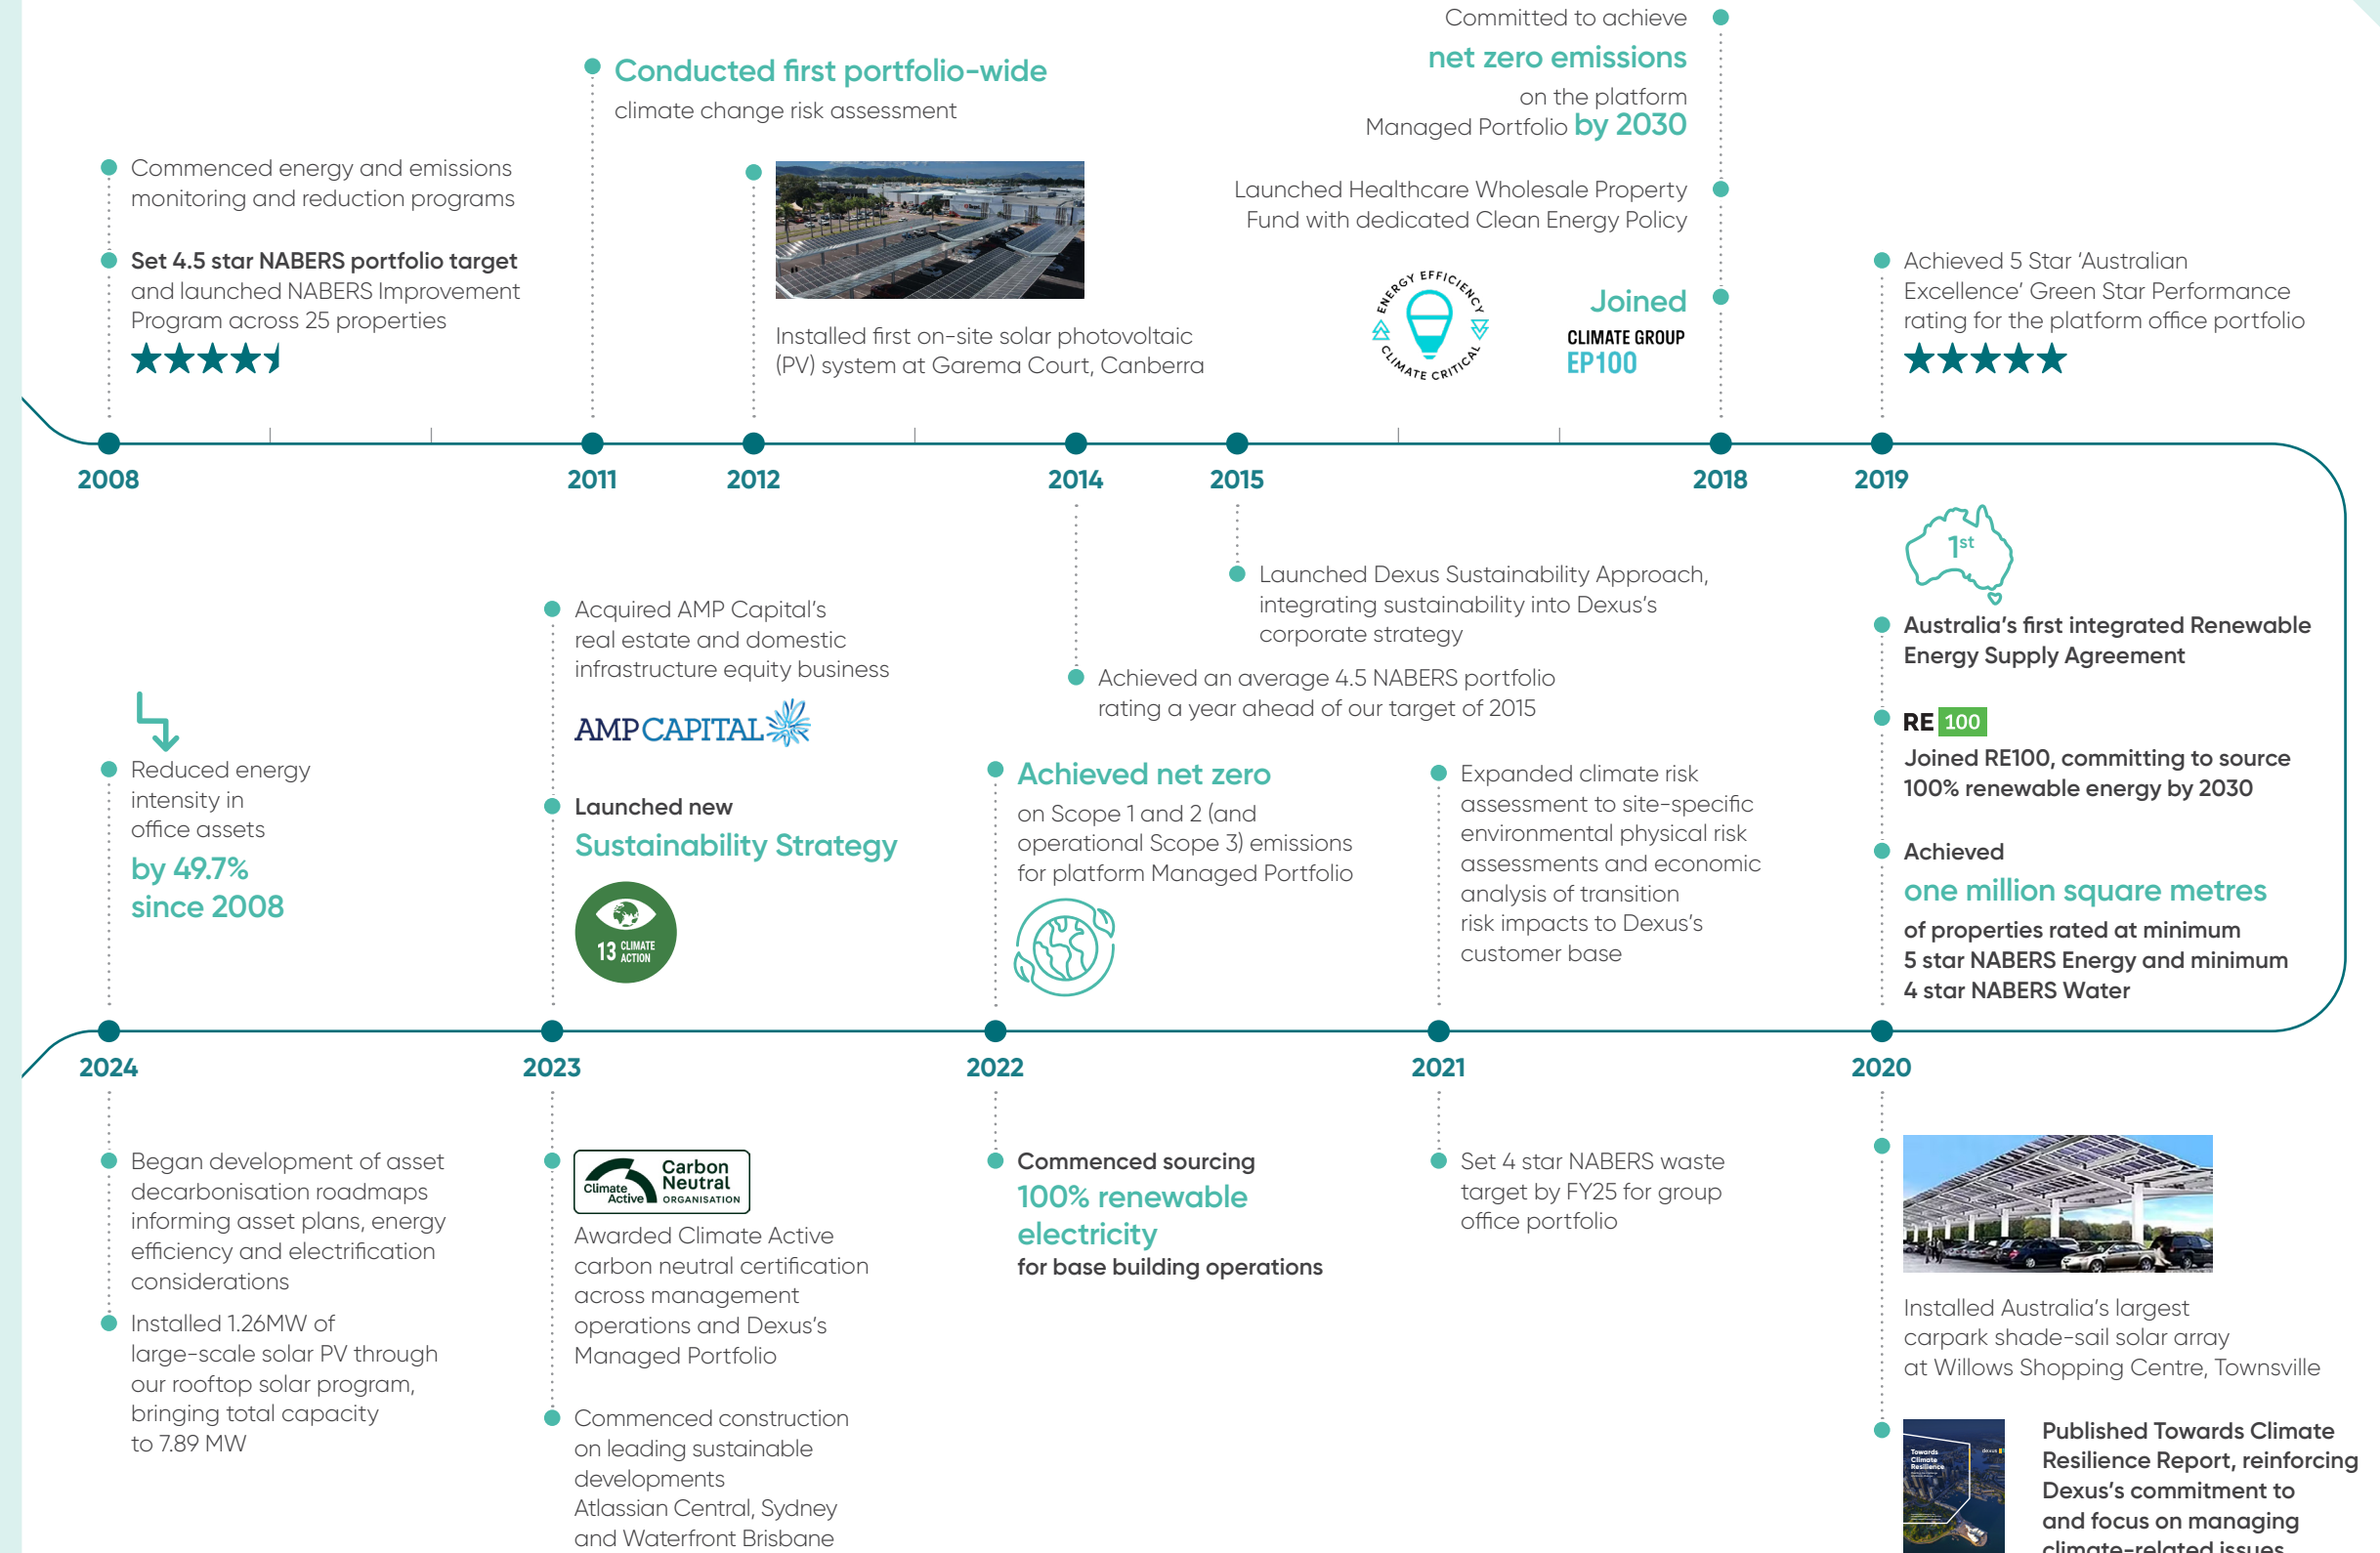 Commenced energy and emissions
monitoring and reduction programs
Set 4.5 star NABERS portfolio target
and launched NABERS Improvement
Program across 25 properties
Conducted first portfolio-wide
climate change risk assessment
Installed first on-site solar photovoltaic
(PV) system at Garema Court, Canberra
Committed to achieve
net zero emissions
on the platform
Managed Portfolio by 2030
Launched Healthcare Wholesale Property
Fund with dedicated Clean Energy Policy
ENERGY EFFICIENCY
CLIMATE CRITICAL
Joined
CLIMATE GROUP
EP100
Achieved 5 Star ‘Australian
Excellence’ Green Star Performance
rating for the platform office portfolio
2008
2011
2012
2014
2015
2018
2019
Achieved an average 4.5 NABERS portfolio
rating a year ahead of our target of 2015
Launched Dexus Sustainability Approach,
integrating sustainability into Dexus’s
corporate strategy
1st
Australia’s first integrated Renewable
Energy Supply Agreement
RE 100
Joined RE100, committing to source
100% renewable energy by 2030
Achieved
one million square metres
of properties rated at minimum
5 star NABERS Energy and minimum
4 star NABERS Water
Reduced energy
intensity in
office assets
by 49.7%
since 2008
Acquired AMP Capital’s
real estate and domestic
infrastructure equity business
AMP CAPITAL
Launched new
Sustainability Strategy
13 CLIMATE
ACTION
Achieved net zero
on Scope 1 and 2 (and
operational Scope 3) emissions
for platform Managed Portfolio
Expanded climate risk
assessment to site-specific
environmental physical risk
assessments and economic
analysis of transition
risk impacts to Dexus’s
customer base
2024
2023
2022
2021
2020
Began development of asset
decarbonisation roadmaps
informing asset plans, energy
efficiency and electrification
considerations
Installed 1.26MW of
large-scale solar PV through
our rooftop solar program,
bringing total capacity
to 7.89 MW
Climate
Active
Carbon
Neutral
ORGANISATION
Awarded Climate Active
carbon neutral certification
across management
operations and Dexus’s
Managed Portfolio
Commenced construction
on leading sustainable
developments
Atlassian Central, Sydney
and Waterfront Brisbane
Commenced sourcing
100% renewable
electricity
for base building operations
Set 4 star NABERS waste
target by FY25 for group
office portfolio
Installed Australia’s largest
carpark shade-sail solar array
at Willows Shopping Centre, Townsville
Towards
Climate
Resilience
dexus
Published Towards Climate
Resilience Report, reinforcing
Dexus’s commitment to
and focus on managing
climate-related issues